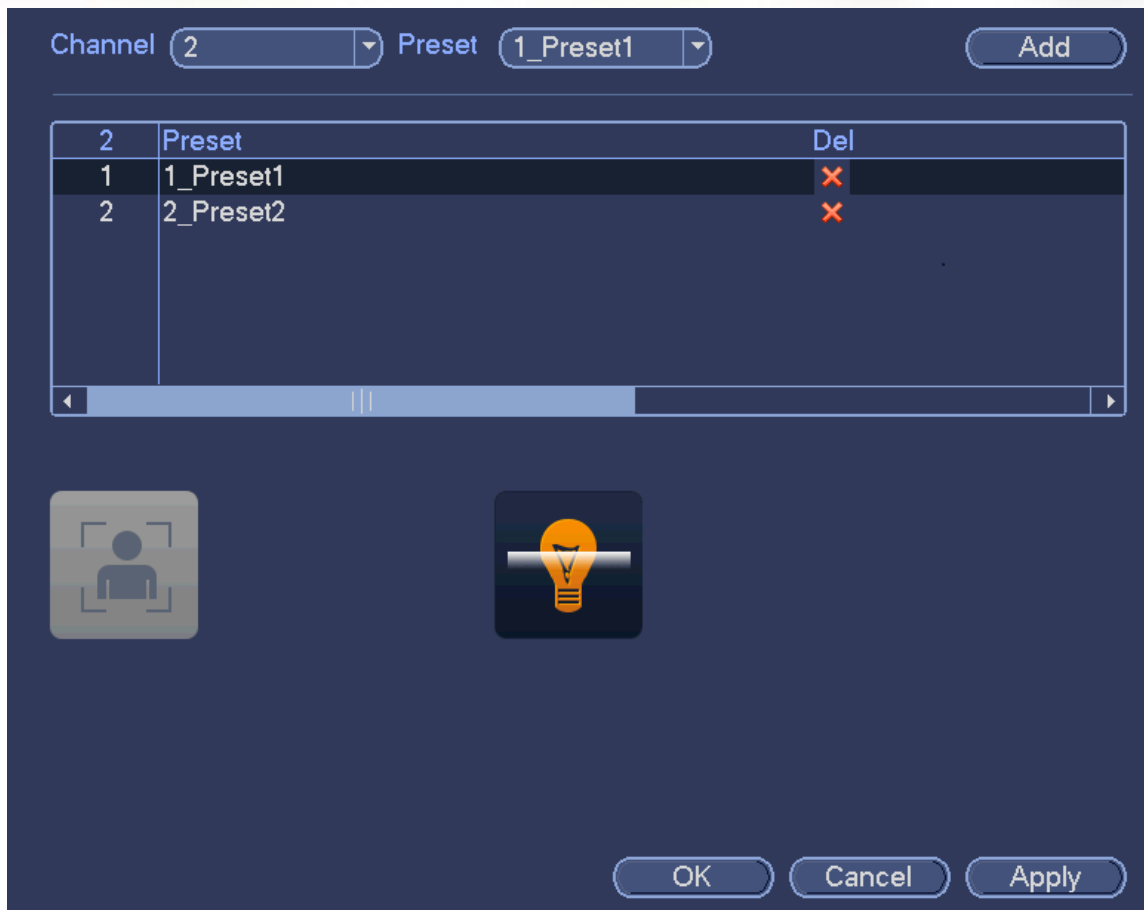 Channel 2 Preset 1_Preset1 Add
2 Preset Del
1 1_Preset1
2 2_Preset2
OK Cancel Apply